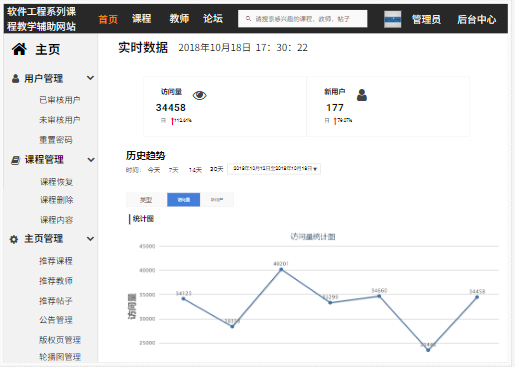 软件工程系列课
程教学辅助网站
首页 课程 教师 论坛
请搜索感兴趣的课程、教师、帖子
管理员 后台中心
主页
用户管理
已审核用户
未审核用户
重置密码
课程管理
课程恢复
课程删除
课程内容
主页管理
推荐课程
推荐教师
推荐帖子
公告管理
版权页管理
轮播图管理
实时数据 2018年10月18日 17：30：22
访问量
34458
日
新用户
177
日
历史趋势
时间： 今天 7天 14天 30天 2018年10月12日至2018年10月18日
类型 访问量
统计图
访问量统计图
访问量
45000
40000
35000
30000
25000
40201
34560
34458